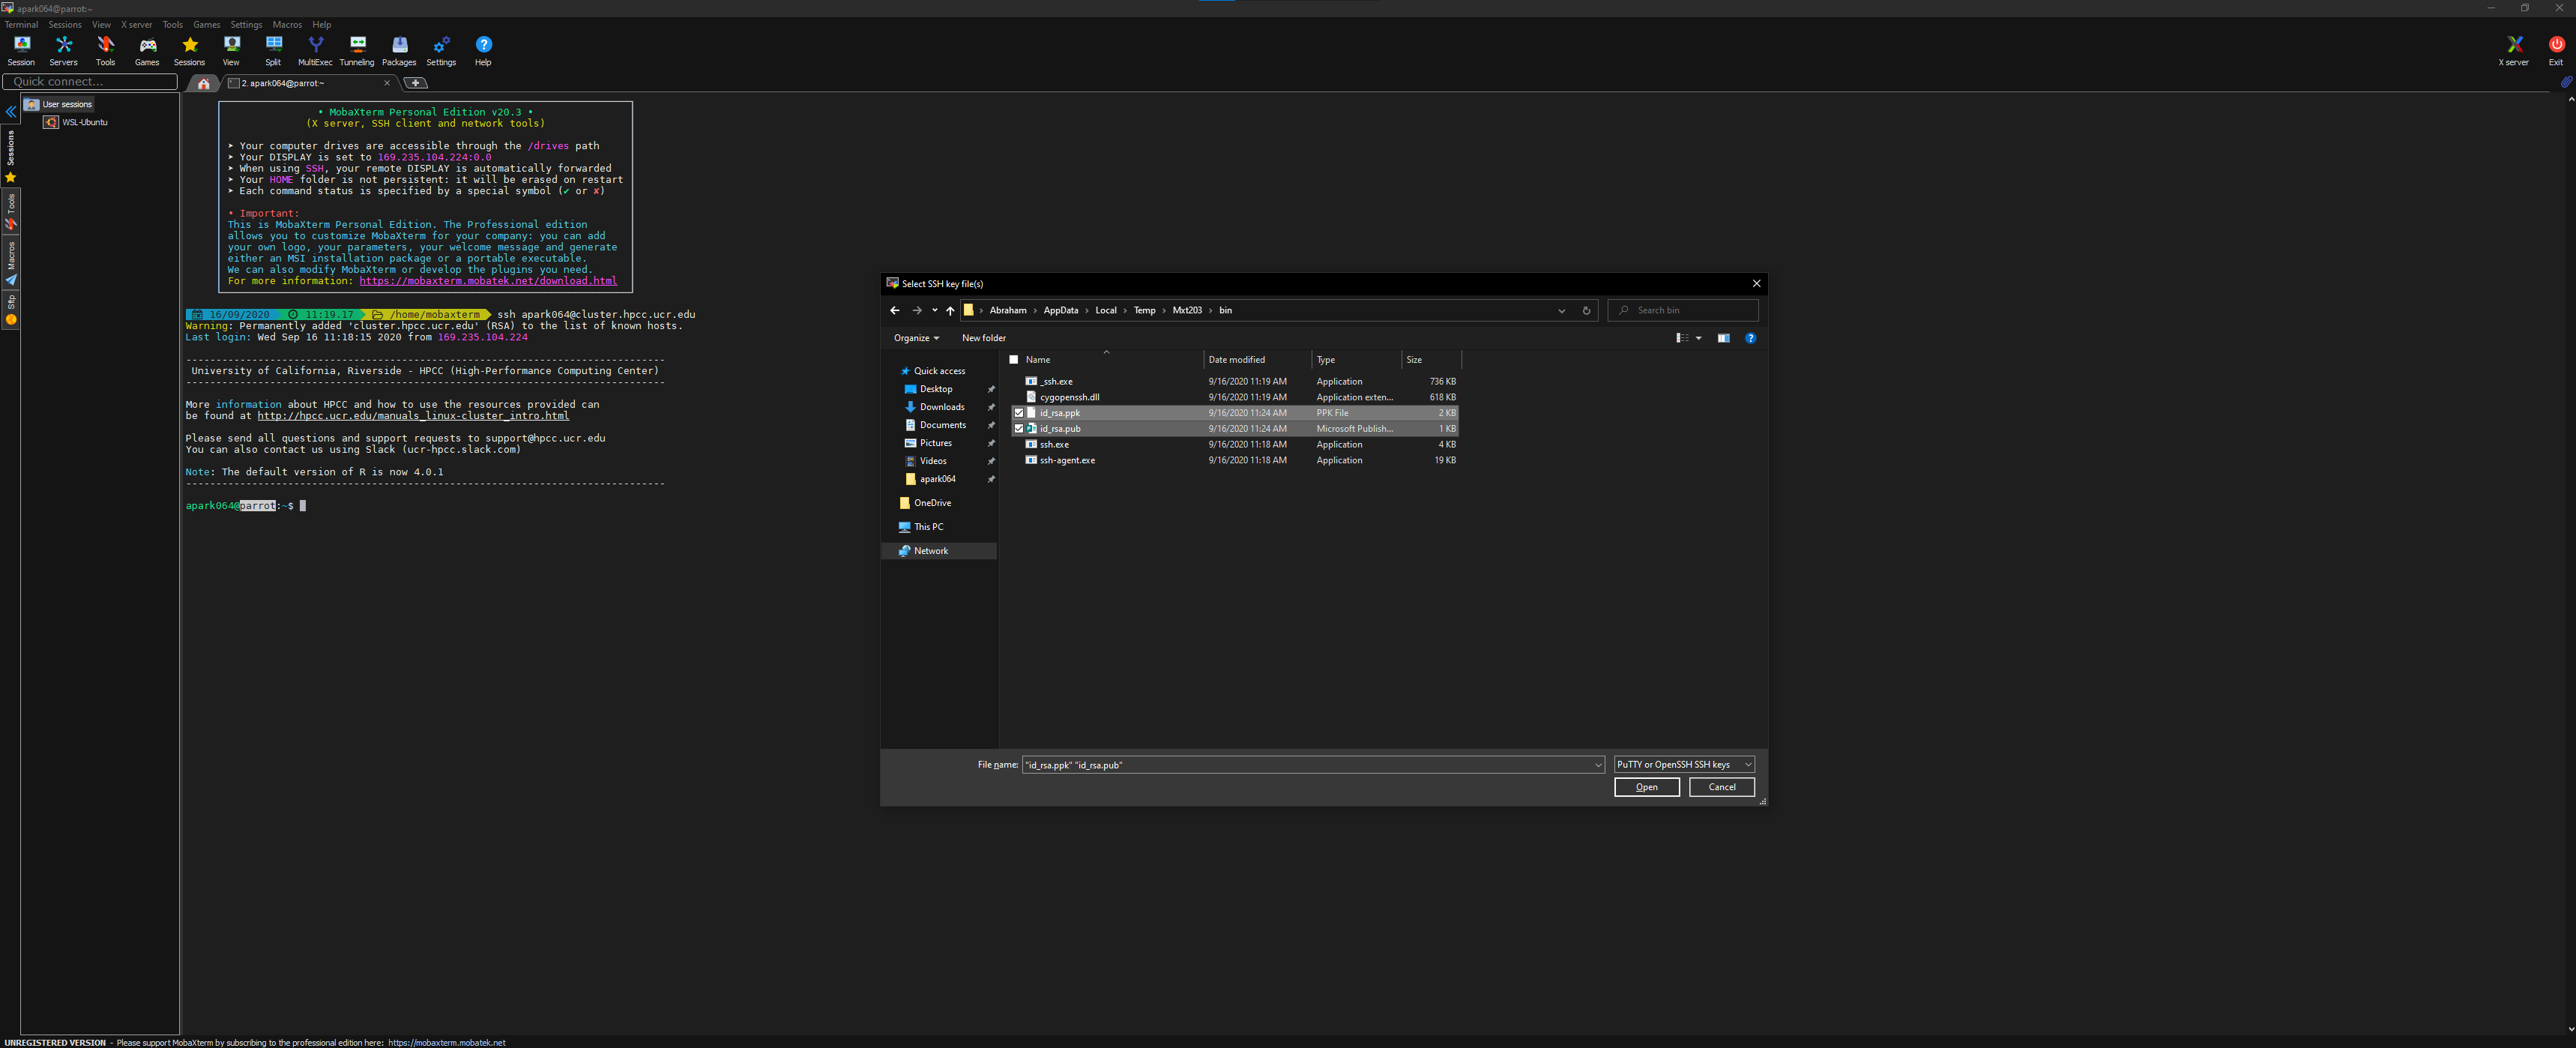 apark064@parrot:~
Terminal Sessions View X server Tools Games Settings Macros Help
Session Servers Tools Games Sessions View Split MultiExec Tunneling Packages Settings Help X server Exit
Quick connect...
2. apark064@parrot:~
User sessions
WSL-Ubuntu
Sessions
Tools
Macros
Sftp
• MobaXterm Personal Edition v20.3 •
(X server, SSH client and network tools)
➤ Your computer drives are accessible through the /drives path
➤ Your DISPLAY is set to 169.235.104.224:0.0
➤ When using SSH, your remote DISPLAY is automatically forwarded
➤ Your HOME folder is not persistent: it will be erased on restart
➤ Each command status is specified by a special symbol (✔ or ✘)
• Important:
This is MobaXterm Personal Edition. The Professional edition
allows you to customize MobaXterm for your company: you can add
your own logo, your parameters, your welcome message and generate
either an MSI installation package or a portable executable.
We can also modify MobaXterm or develop the plugins you need.
For more information: https://mobaxterm.mobatek.net/download.html
16/09/2020 11:19.17 /home/mobaxterm ssh apark064@cluster.hpcc.ucr.edu
Warning: Permanently added 'cluster.hpcc.ucr.edu' (RSA) to the list of known hosts.
Last login: Wed Sep 16 11:18:15 2020 from 169.235.104.224
--------------------------------------------------------------------------------
University of California, Riverside - HPCC (High-Performance Computing Center)
--------------------------------------------------------------------------------
More information about HPCC and how to use the resources provided can
be found at http://hpcc.ucr.edu/manuals_linux-cluster_intro.html
Please send all questions and support requests to support@hpcc.ucr.edu
You can also contact us using Slack (ucr-hpcc.slack.com)
Note: The default version of R is now 4.0.1
--------------------------------------------------------------------------------
apark064@parrot:~$
Select SSH key file(s)
Abraham > AppData > Local > Temp > Mxt203 > bin
Search bin
Organize New folder
Quick access
Desktop
Downloads
Documents
Pictures
Videos
apark064
OneDrive
This PC
Network
Name Date modified Type Size
_ssh.exe 9/16/2020 11:19 AM Application 736 KB
cygopenssh.dll 9/16/2020 11:19 AM Application exten... 618 KB
id_rsa.ppk 9/16/2020 11:24 AM PPK File 2 KB
id_rsa.pub 9/16/2020 11:24 AM Microsoft Publish... 1 KB
ssh.exe 9/16/2020 11:18 AM Application 4 KB
ssh-agent.exe 9/16/2020 11:18 AM Application 19 KB
File name: "id_rsa.ppk" "id_rsa.pub" PuTTY or OpenSSH SSH keys
Open Cancel
UNREGISTERED VERSION - Please support MobaXterm by subscribing to the professional edition here: https://mobaxterm.mobatek.net